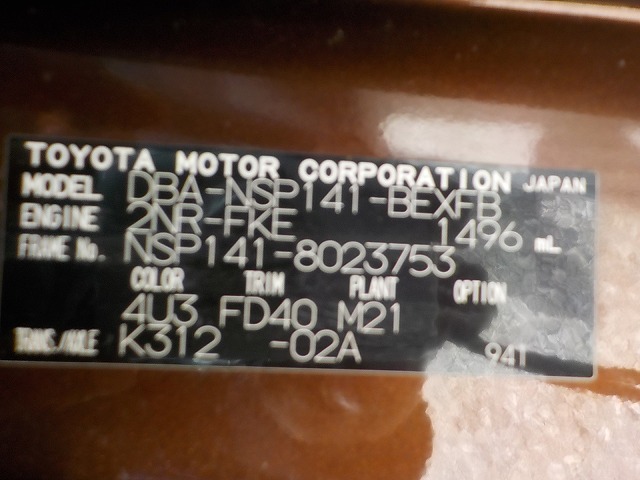 TOYOTA MOTOR CORPORATION JAPAN
MODEL DBA-NSP141-BEXFB
ENGINE 2NR-FKE 1496 mL
FRAME No. NSP141-8023753
COLOR TRIM PLANT OPTION
4U3 FD40 M21
TRANS./AXLE K312 -02A 941